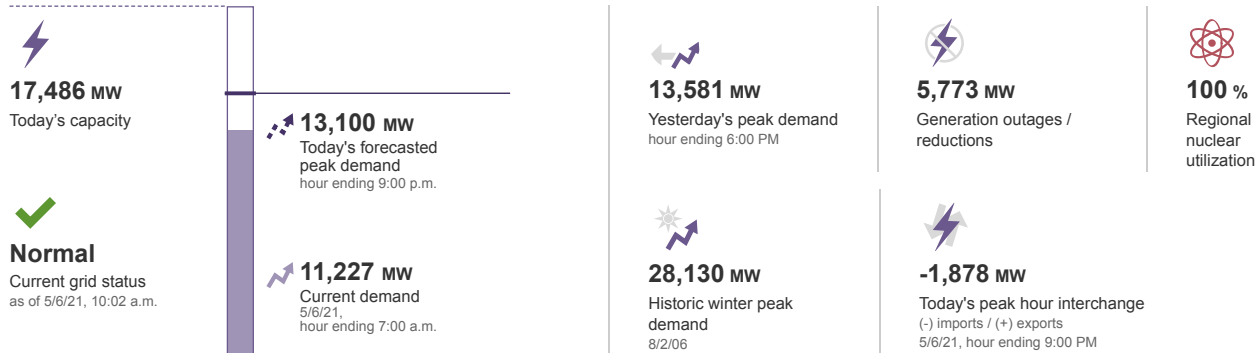 17,486 MW
Today's capacity
Normal
Current grid status
as of 5/6/21, 10:02 a.m.
13,100 MW
Today's forecasted
peak demand
hour ending 9:00 p.m.
11,227 MW
Current demand
5/6/21,
hour ending 7:00 a.m.
13,581 MW
Yesterday's peak demand
hour ending 6:00 PM
5,773 MW
Generation outages /
reductions
100 %
Regional
nuclear
utilization
28,130 MW
Historic winter peak
demand
8/2/06
-1,878 MW
Today's peak hour interchange
(-) imports / (+) exports
5/6/21, hour ending 9:00 PM